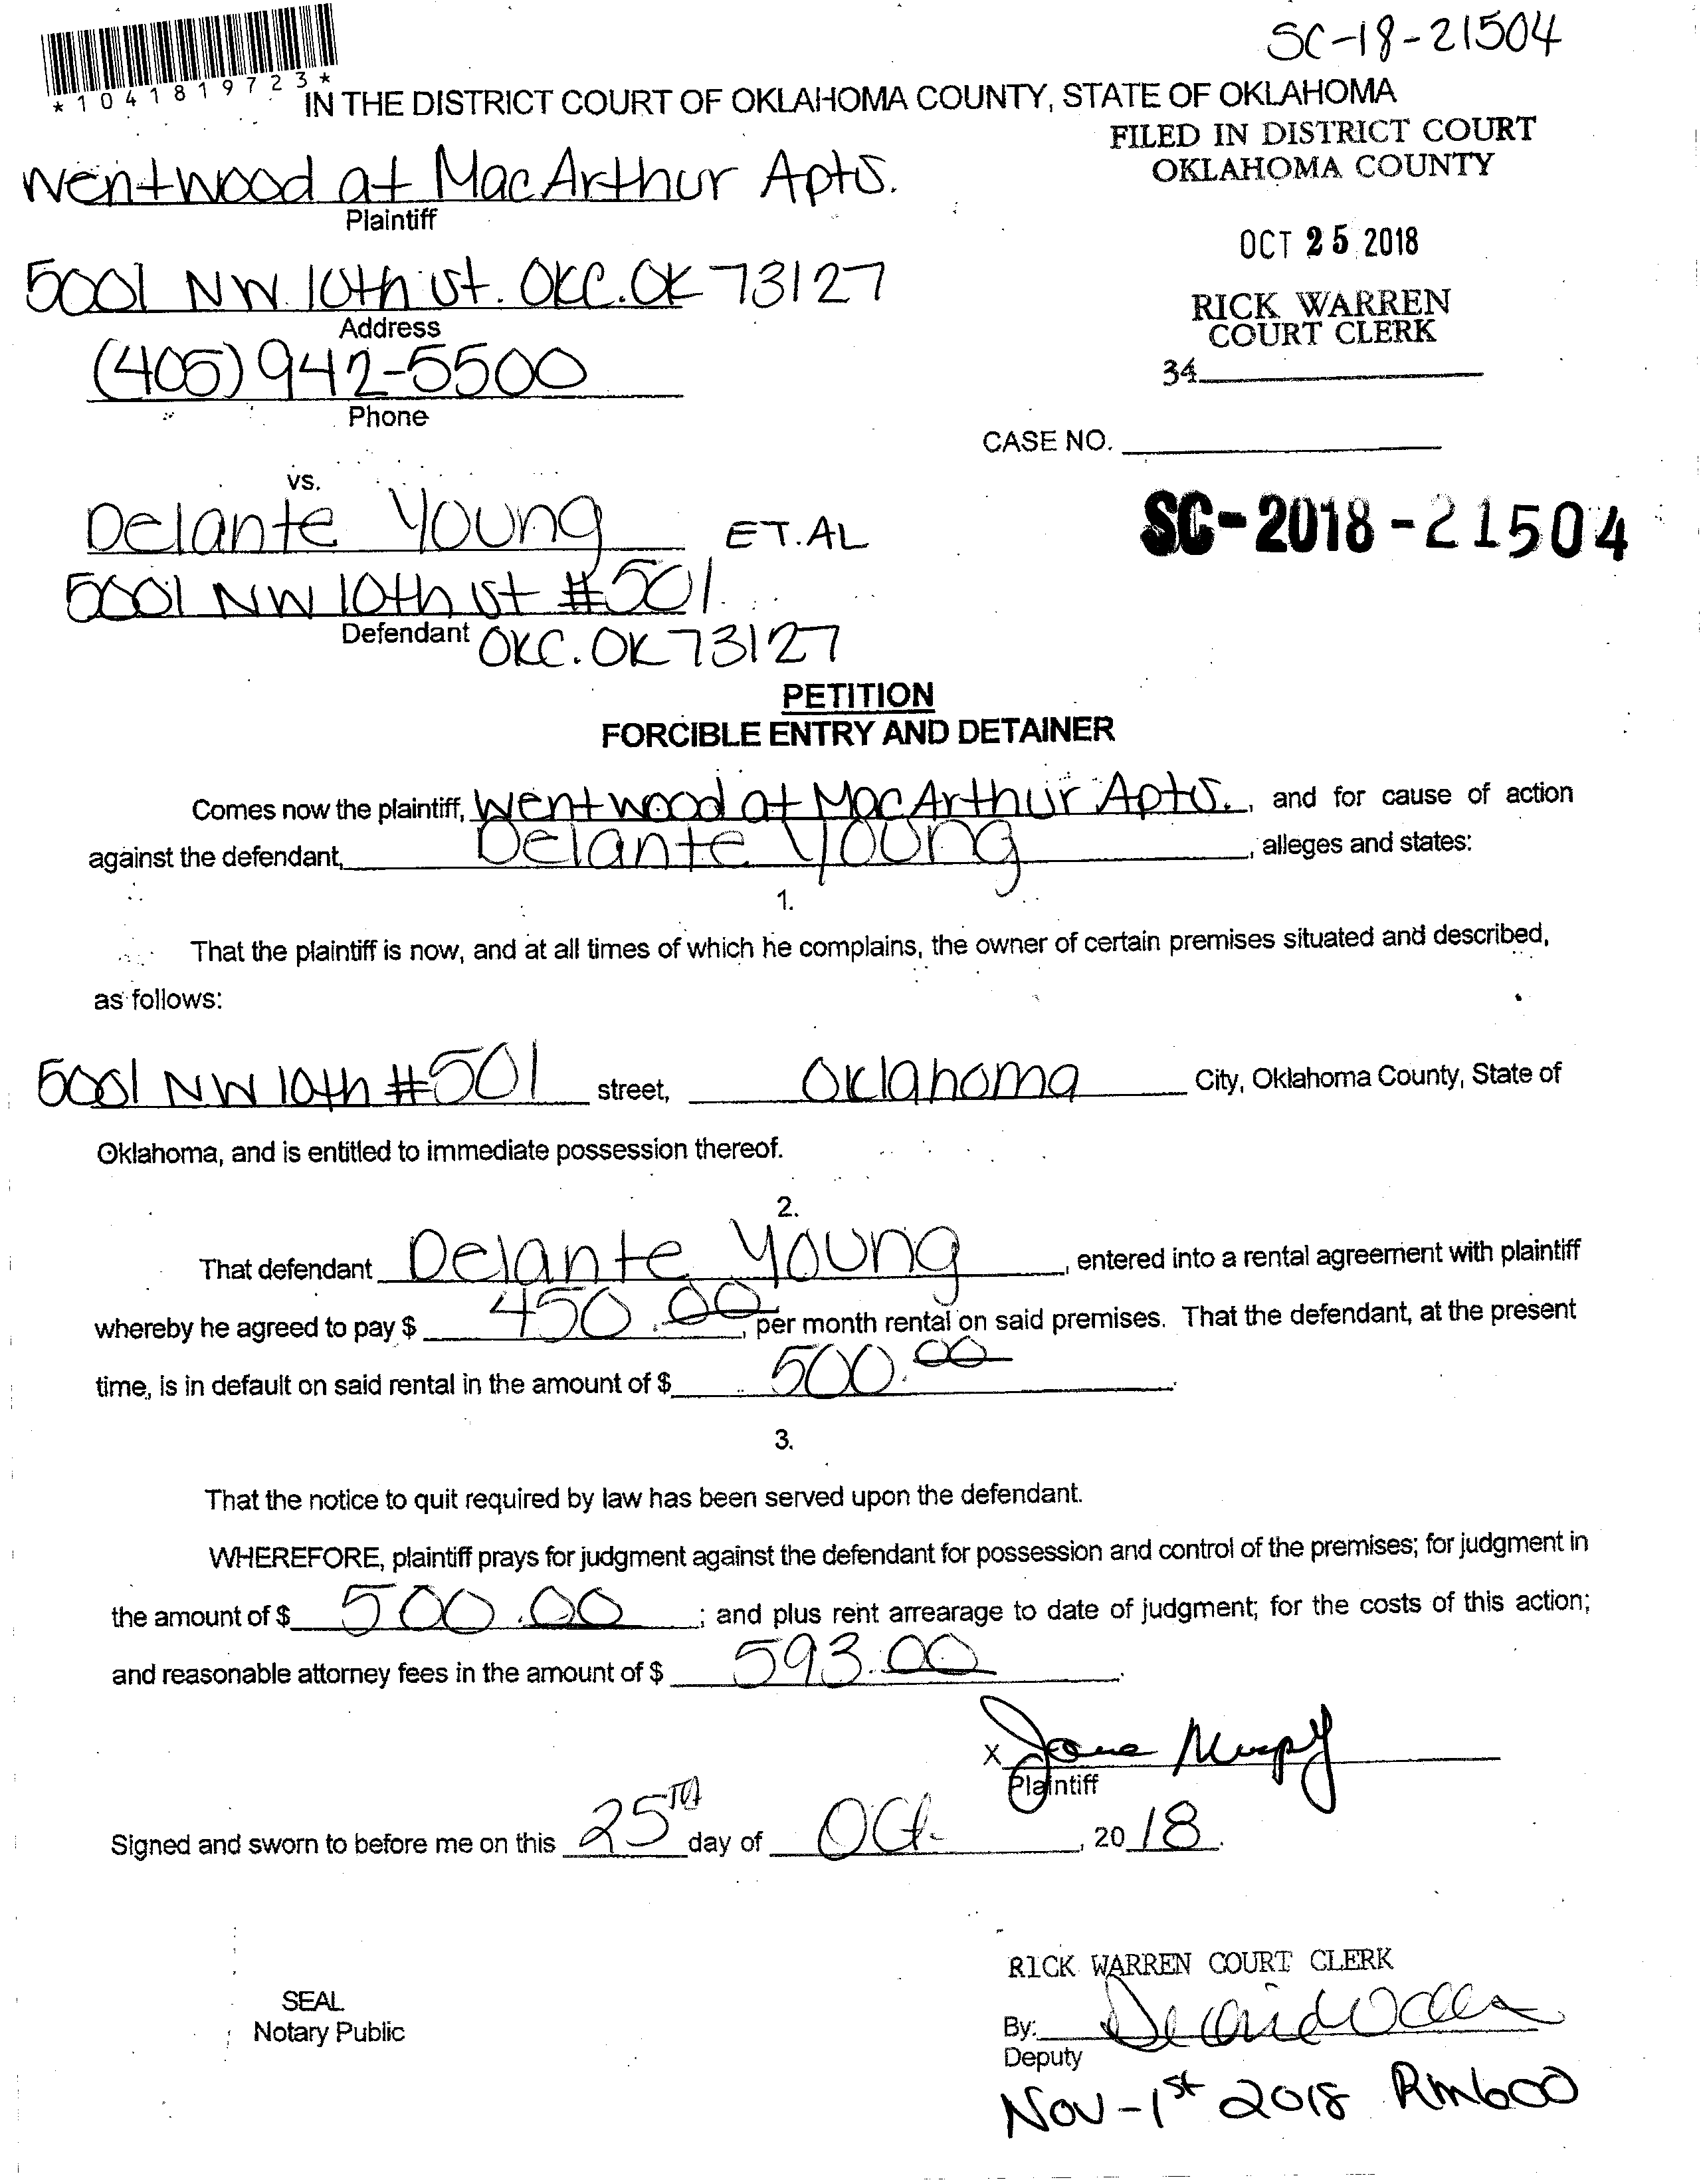 SC-18-21504
*1041819723*
IN THE DISTRICT COURT OF OKLAHOMA COUNTY, STATE OF OKLAHOMA
FILED IN DISTRICT COURT
OKLAHOMA COUNTY
Wentwood at MacArthur Apts.
Plaintiff
OCT 25 2018
5001 NW 10th St. OKC. OK 73127
Address
RICK WARREN
COURT CLERK
(405) 942-5500
34
Phone
CASE NO.
vs.
Delante Young ET. AL
SC-2018-21504
5001 NW 10th St #501
Defendant OKC. OK 73127
PETITION
FORCIBLE ENTRY AND DETAINER
Comes now the plaintiff, Wentwood at MacArthur Apts., and for cause of action
against the defendant, Delante Young, alleges and states:
1.
That the plaintiff is now, and at all times of which he complains, the owner of certain premises situated and described,
as follows:
5001 NW 10th #501 street, Oklahoma City, Oklahoma County, State of
Oklahoma, and is entitled to immediate possession thereof.
2.
That defendant Delante Young, entered into a rental agreement with plaintiff
whereby he agreed to pay $ 450.00, per month rental on said premises. That the defendant, at the present
time, is in default on said rental in the amount of $ 500.00.
3.
That the notice to quit required by law has been served upon the defendant.
WHEREFORE, plaintiff prays for judgment against the defendant for possession and control of the premises; for judgment in
the amount of $ 500.00; and plus rent arrearage to date of judgment; for the costs of this action;
and reasonable attorney fees in the amount of $ 593.00.
X
Plaintiff
Signed and sworn to before me on this 25TH day of Oct., 2018.
RICK WARREN COURT CLERK
SEAL
Notary Public
By:
Deputy
Nov-1st 2018 Rm600